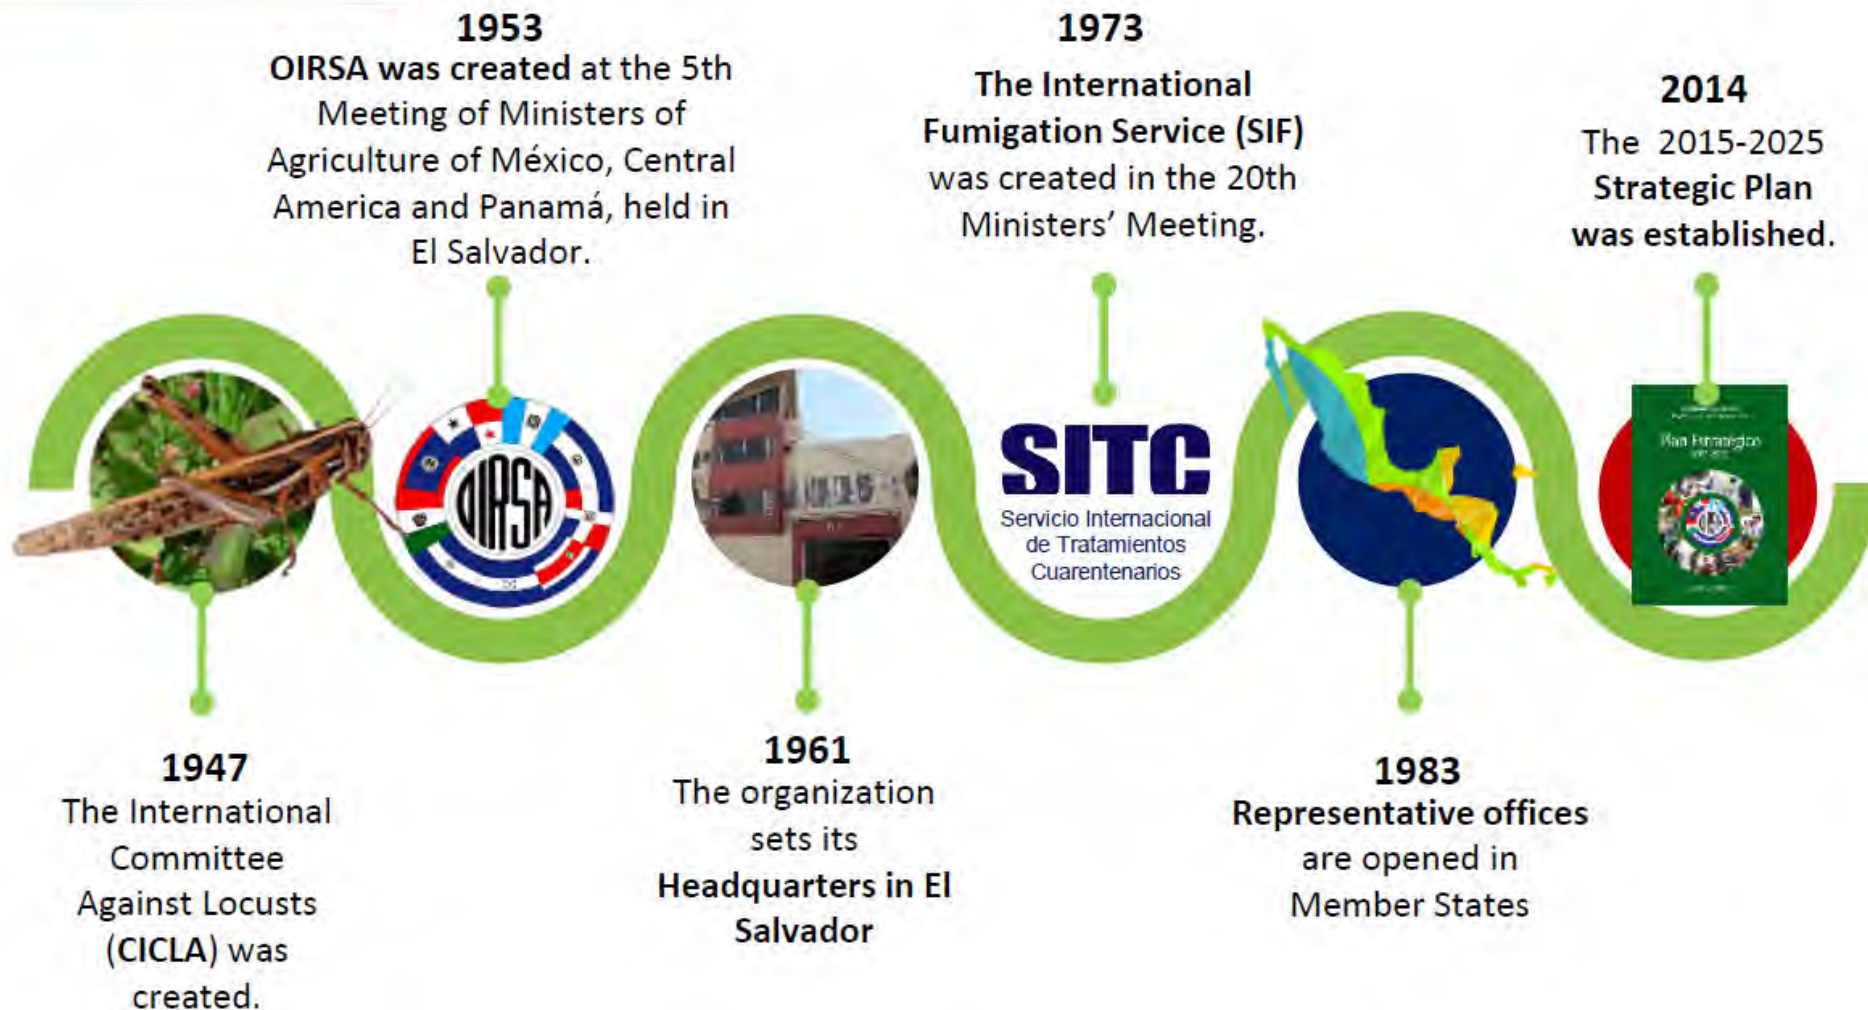 1953
OIRSA was created at the 5th
Meeting of Ministers of
Agriculture of México, Central
America and Panamá, held in
El Salvador.
1973
The International
Fumigation Service (SIF)
was created in the 20th
Ministers’ Meeting.
2014
The 2015-2025
Strategic Plan
was established.
OIRSA
SITC
Servicio Internacional
de Tratamientos
Cuarentenarios
Plan Estratégico
1947
The International
Committee
Against Locusts
(CICLA) was
created.
1961
The organization
sets its
Headquarters in El
Salvador
1983
Representative offices
are opened in
Member States